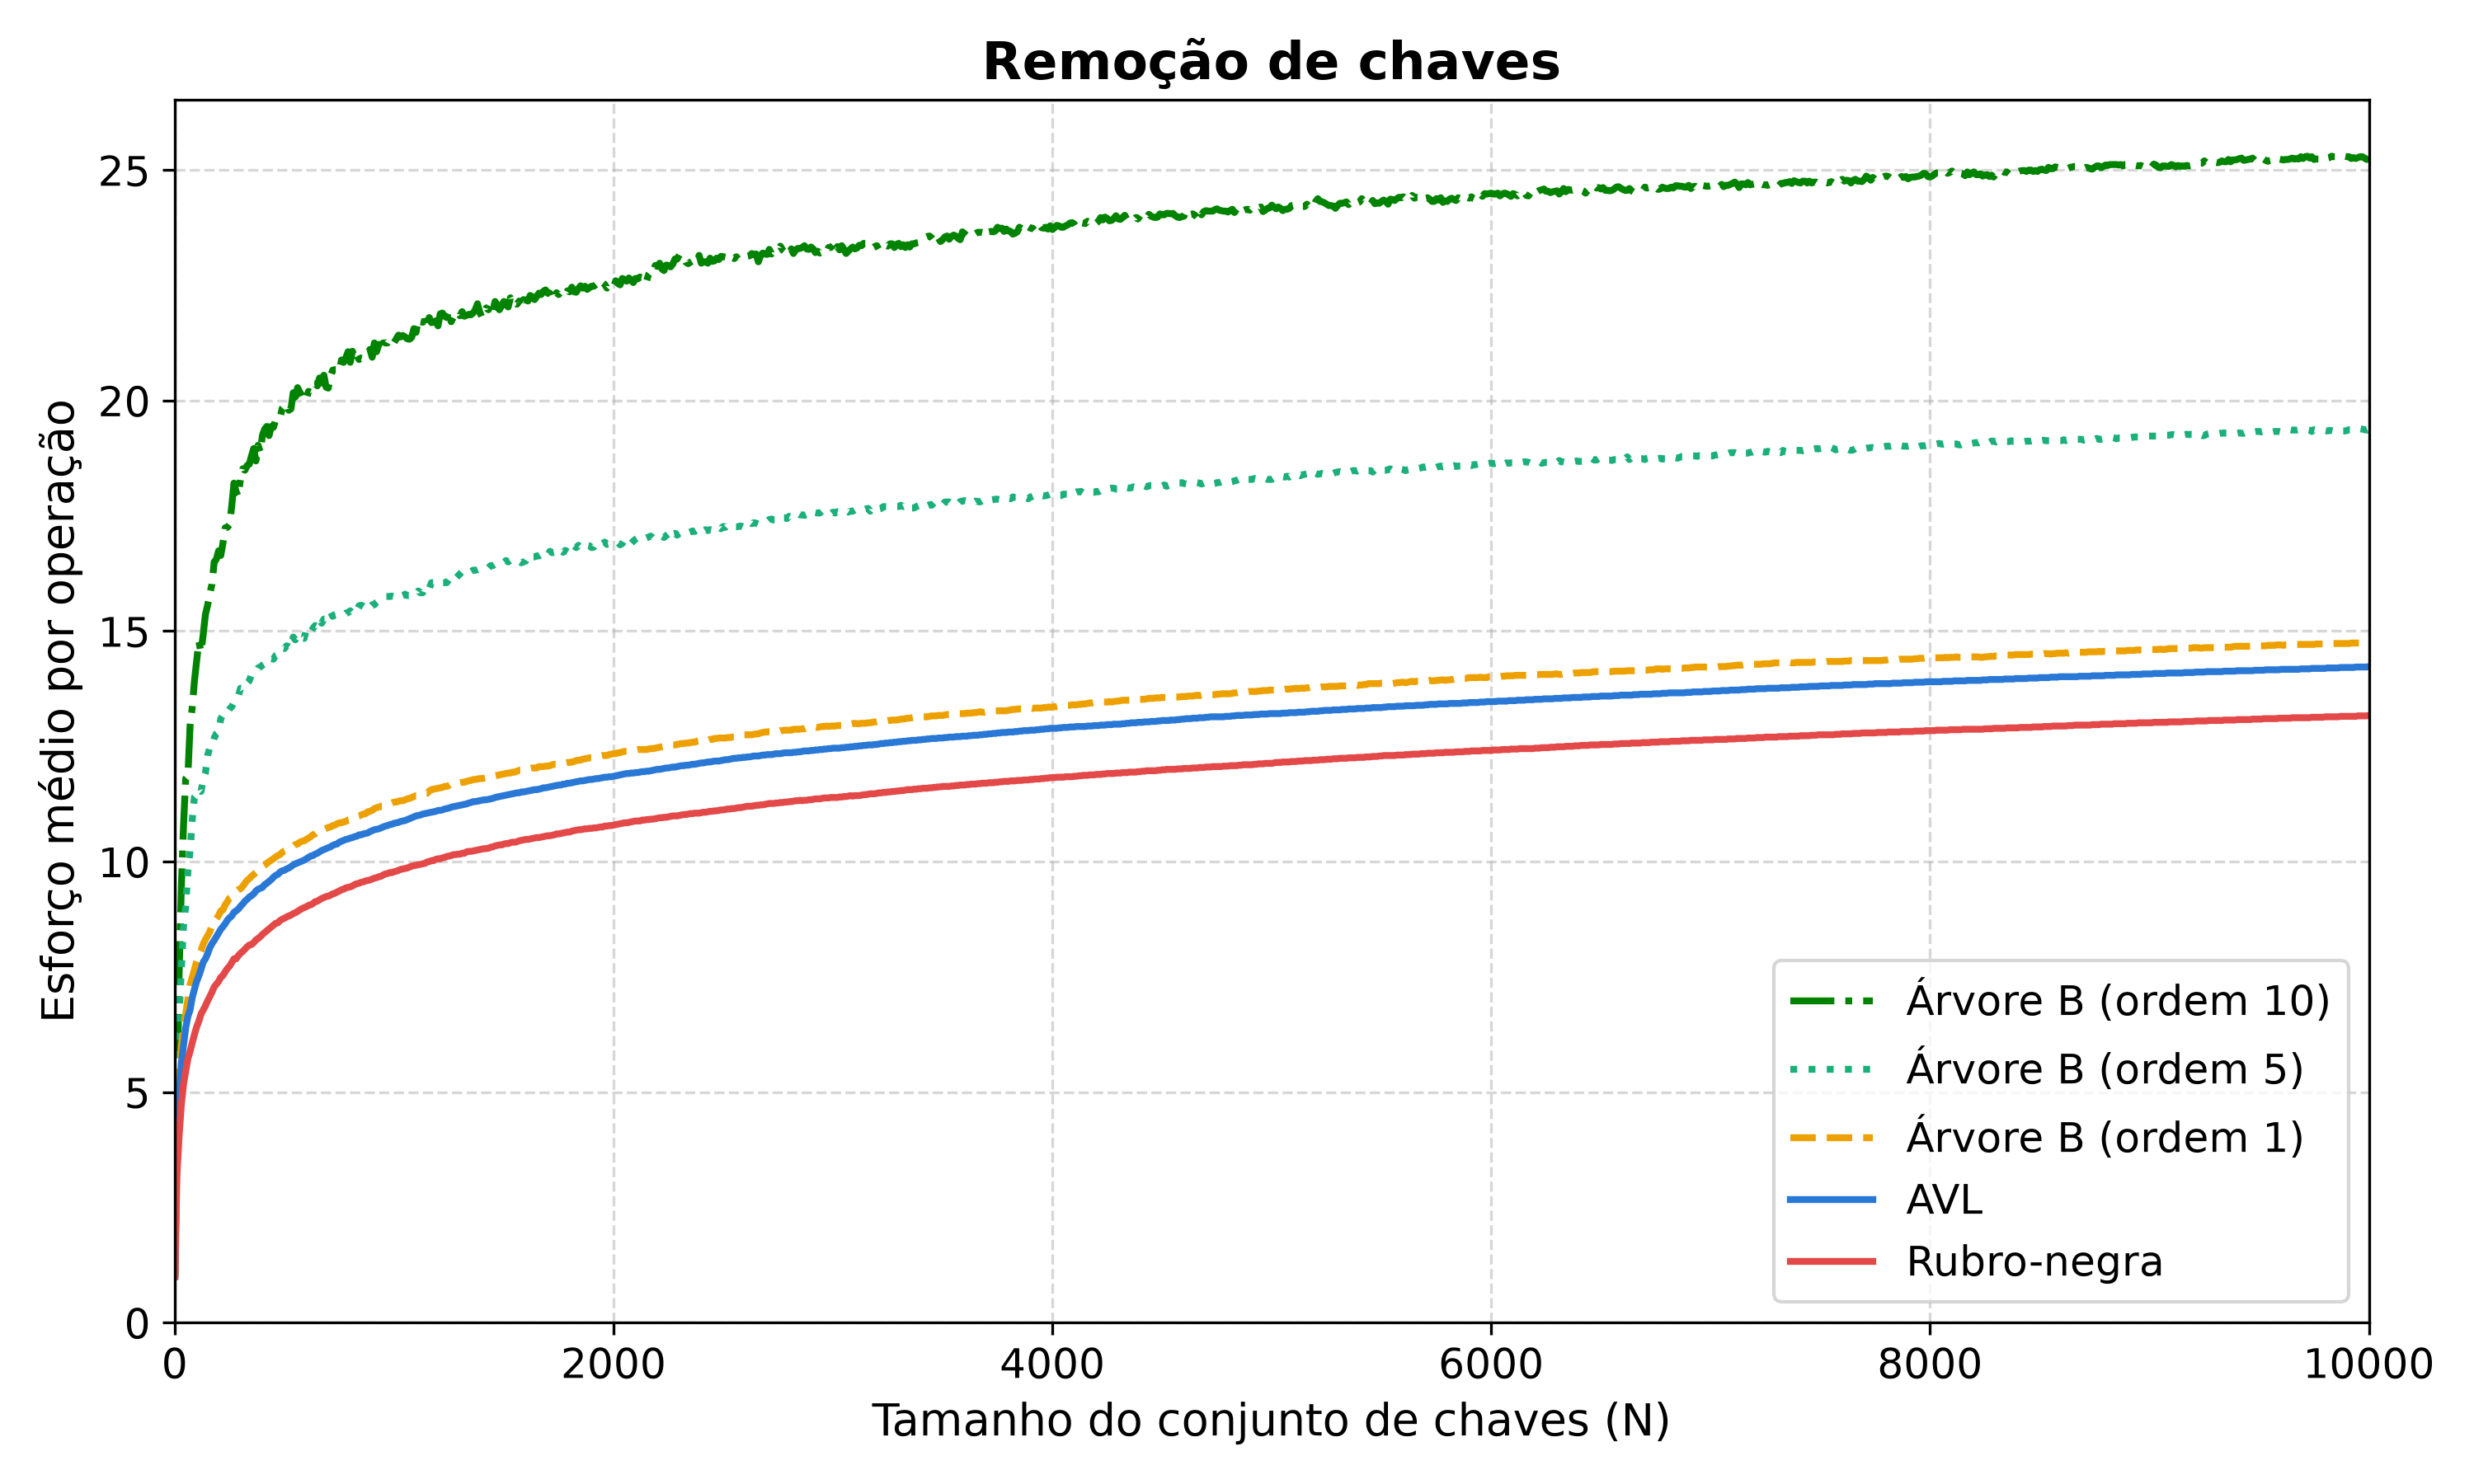 Remoção de chaves
Esforço médio por operação
25
20
15
10
5
0
0 2000 4000 6000 8000 10000
Tamanho do conjunto de chaves (N)
Árvore B (ordem 10)
Árvore B (ordem 5)
Árvore B (ordem 1)
AVL
Rubro-negra